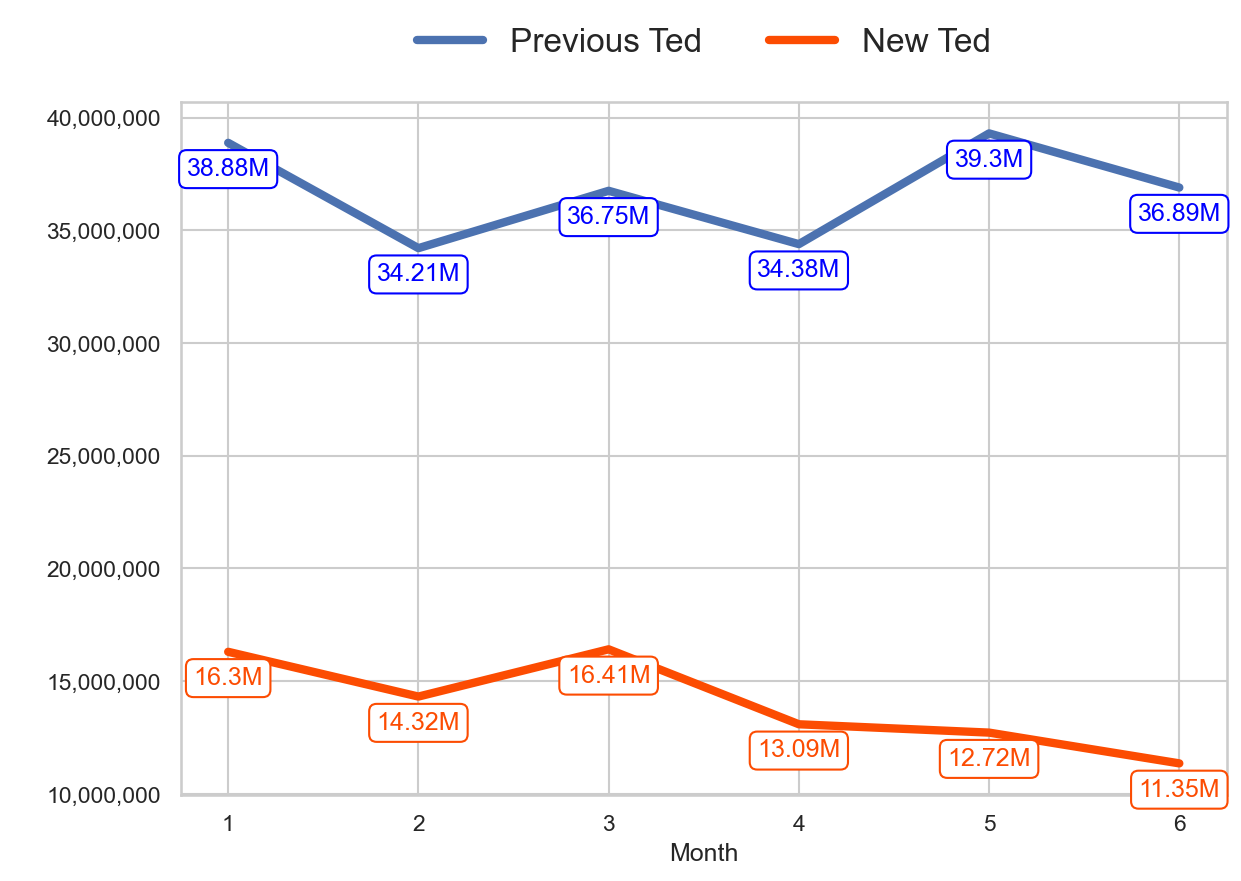 Previous Ted New Ted
40,000,000
38.88M
39.3M
36.75M
36.89M
35,000,000
34.21M
34.38M
30,000,000
25,000,000
20,000,000
16.3M
16.41M
15,000,000
14.32M
13.09M
12.72M
11.35M
10,000,000
1 2 3 4 5 6
Month